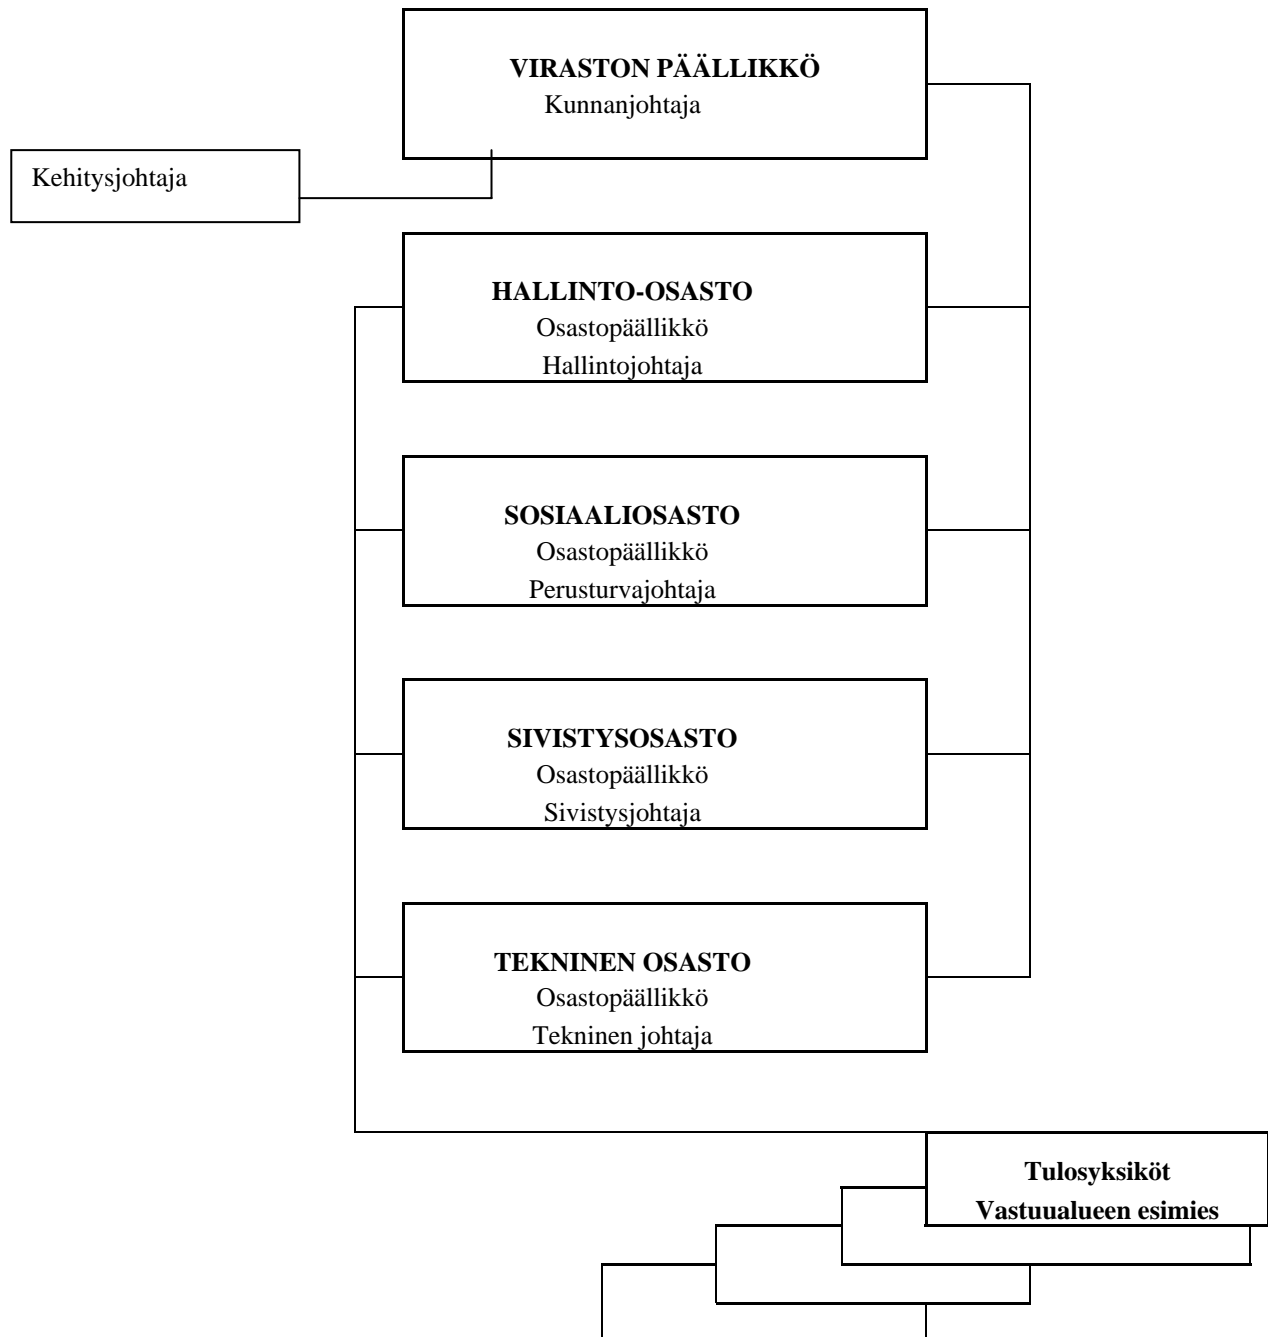 VIRASTON PÄÄLLIKKÖ
Kunnanjohtaja
Kehitysjohtaja
HALLINTO-OSASTO
Osastopäällikkö
Hallintojohtaja
SOSIAALIOSASTO
Osastopäällikkö
Perusturvajohtaja
SIVISTYSOSASTO
Osastopäällikkö
Sivistysjohtaja
TEKNINEN OSASTO
Osastopäällikkö
Tekninen johtaja
Tulosyksiköt
Vastuualueen esimies